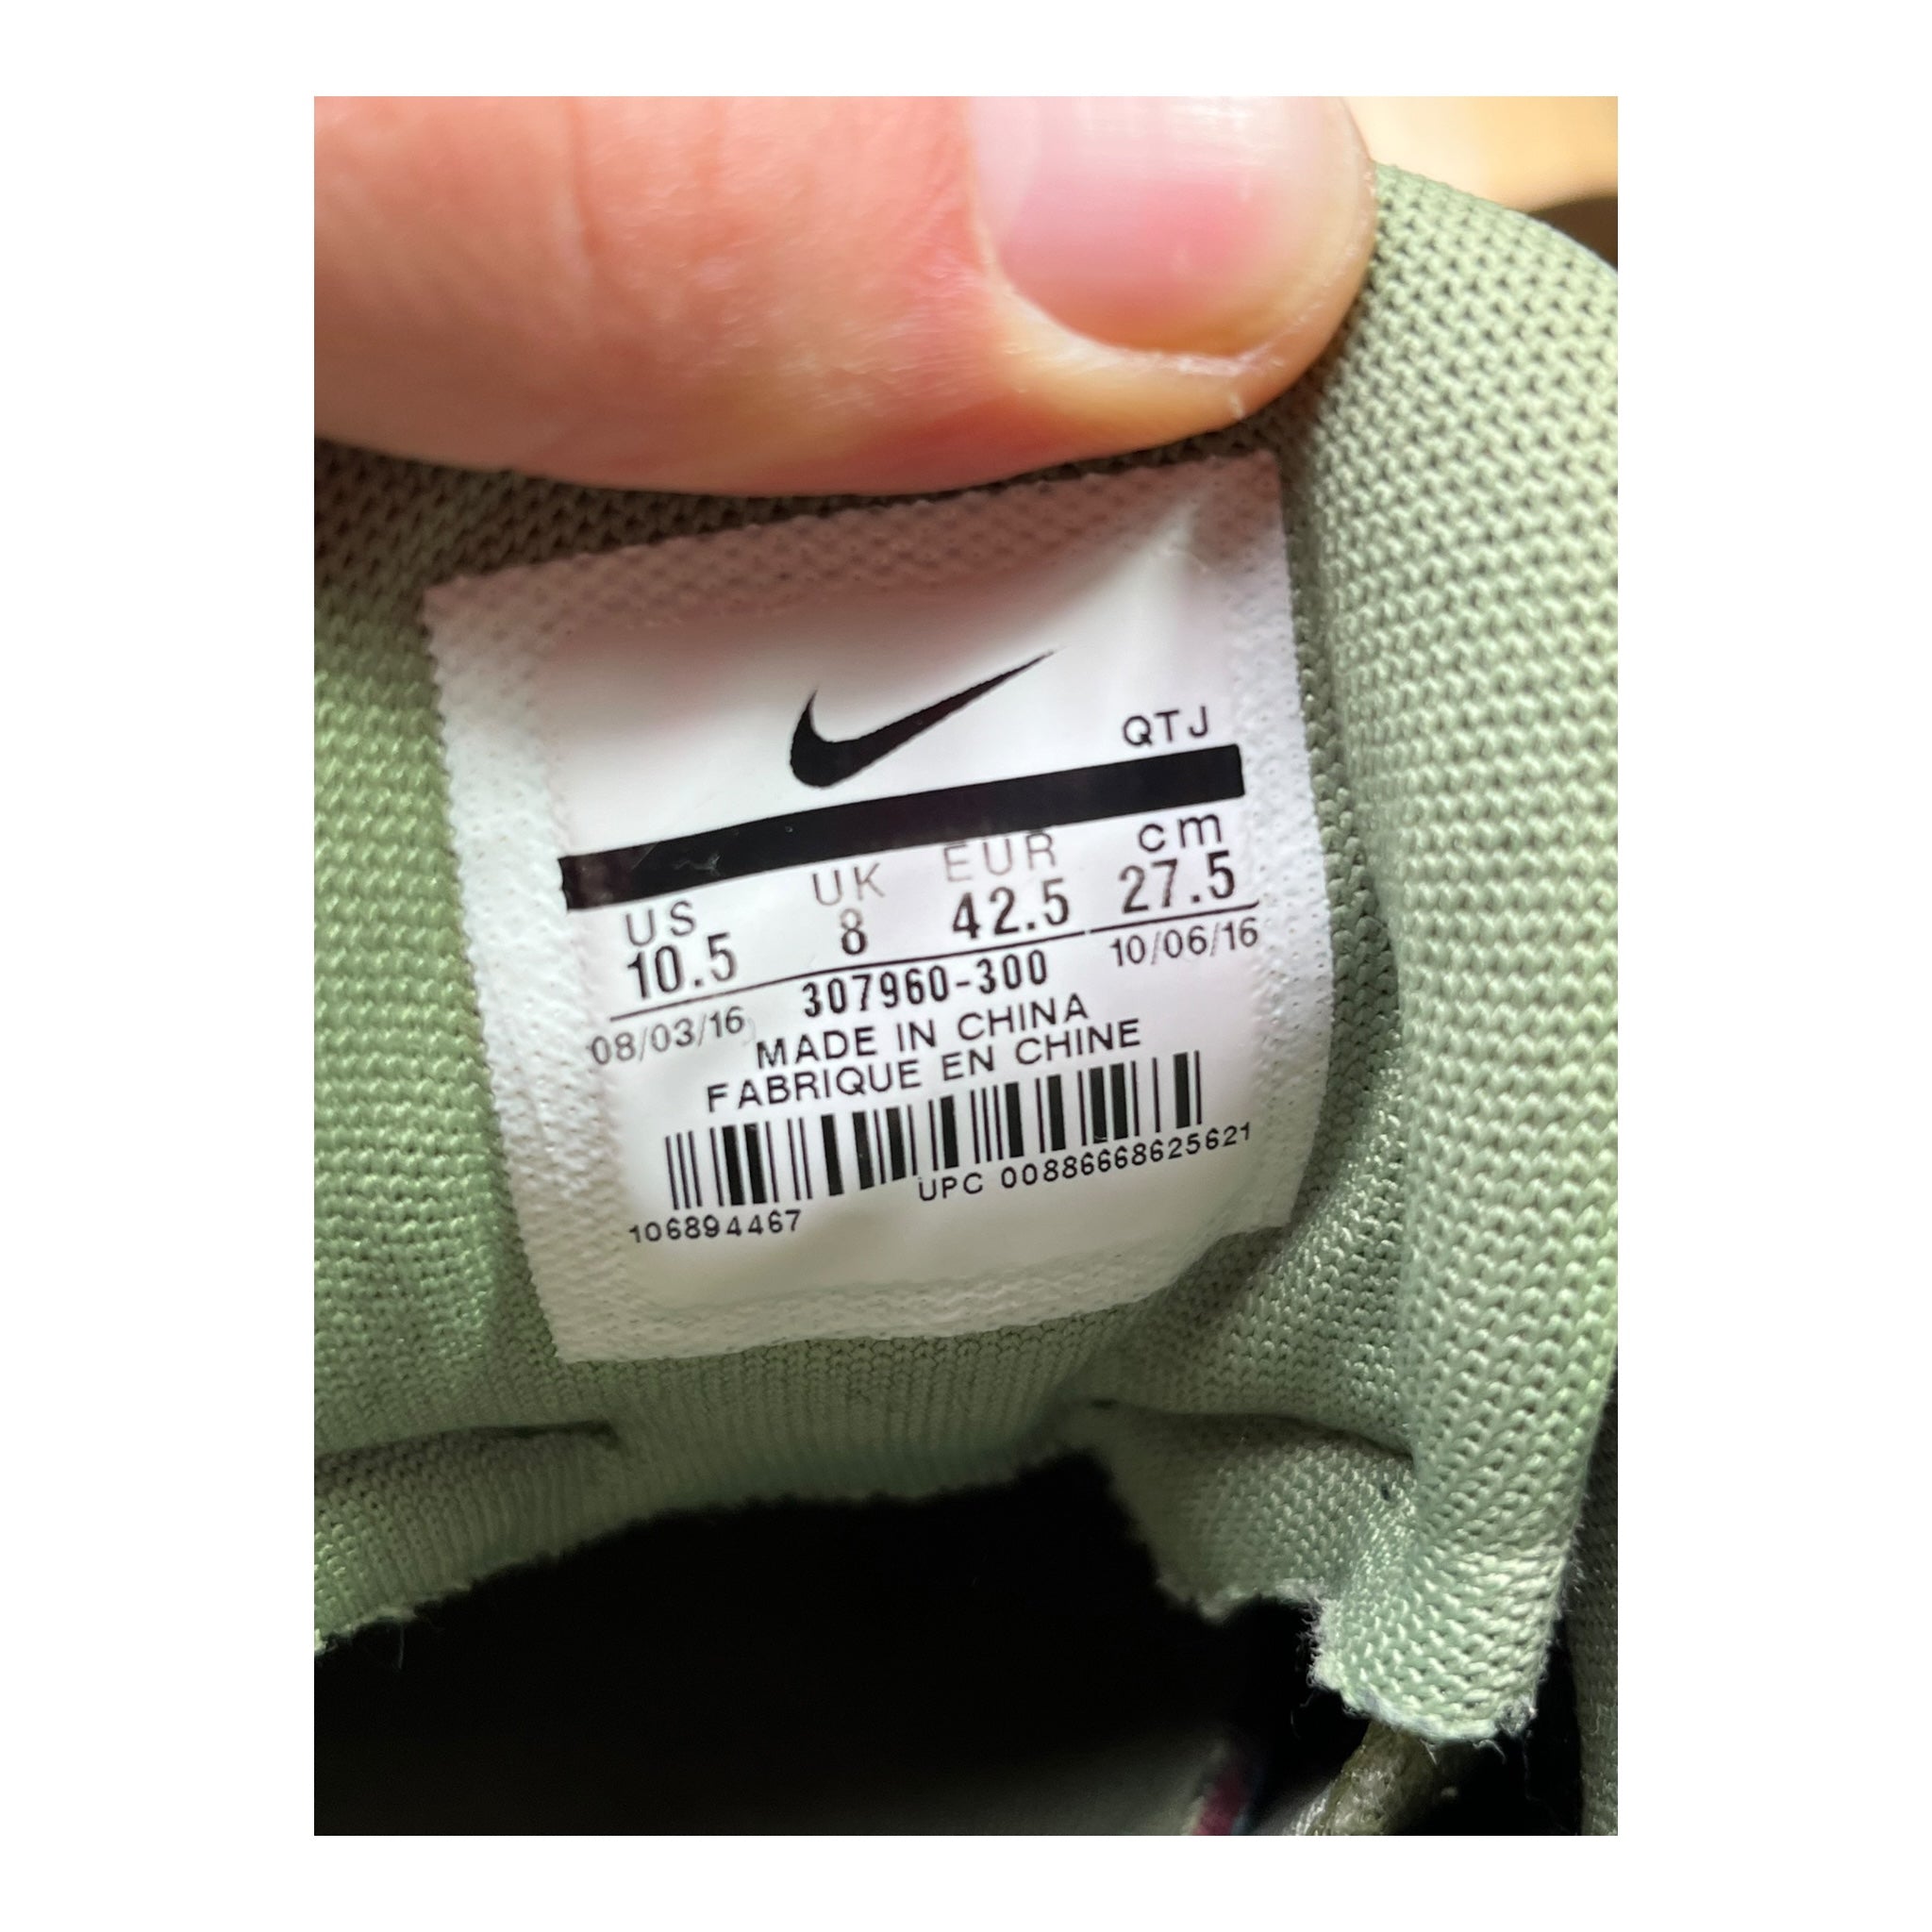 QTJ
US UK EUR cm
10.5 8 42.5 27.5
08/03/16 307960-300 10/06/16
MADE IN CHINA
FABRIQUE EN CHINE
106894467 UPC 00886668625621